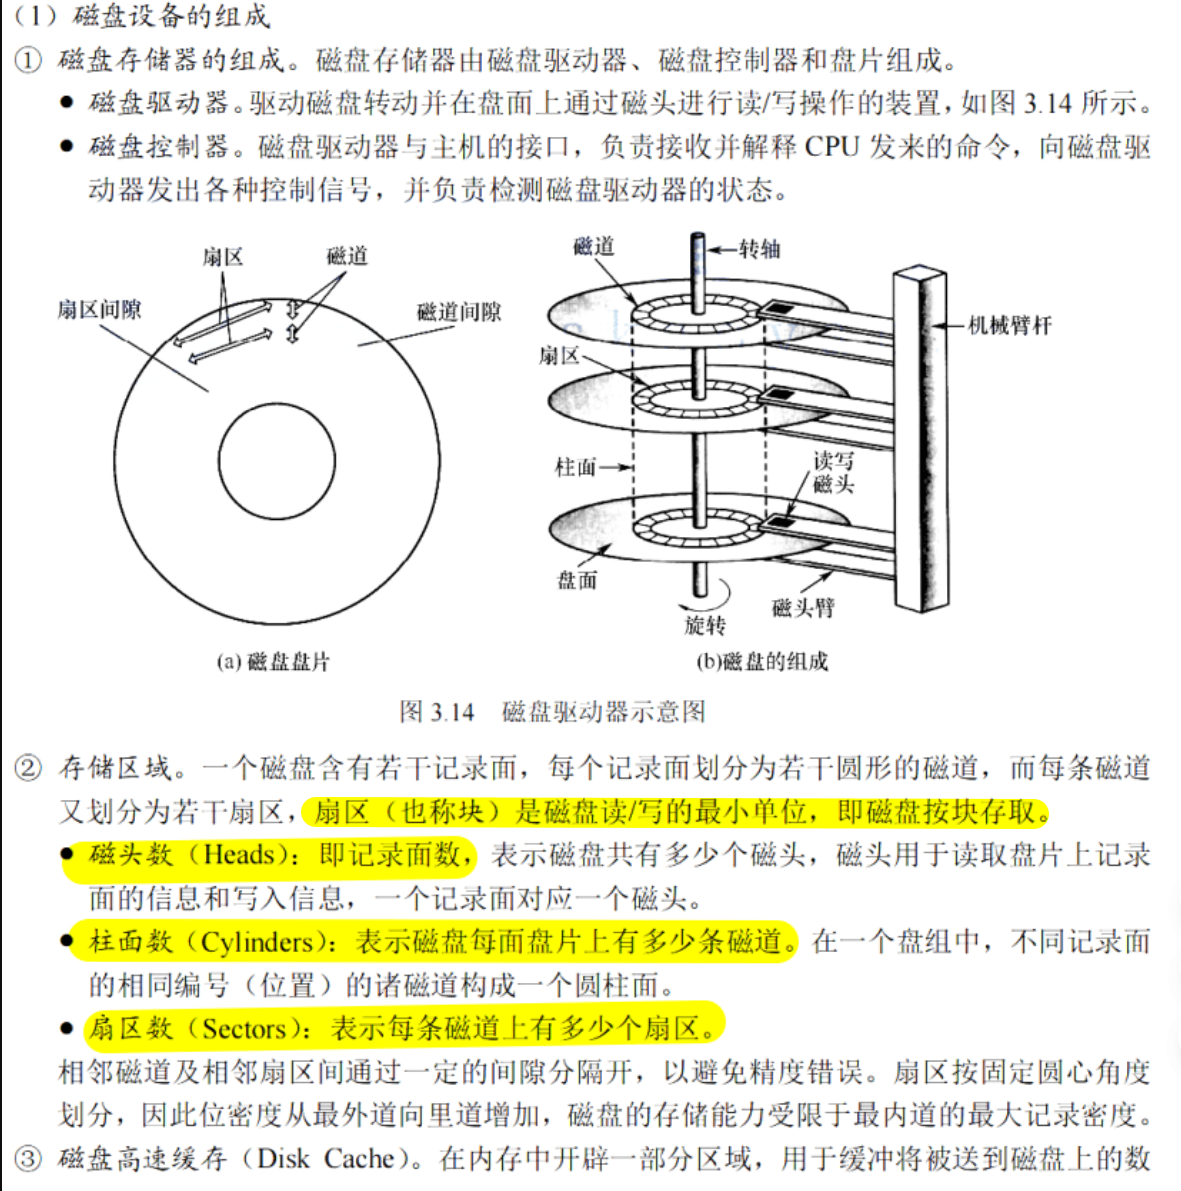 （1）磁盘设备的组成
① 磁盘存储器的组成。磁盘存储器由磁盘驱动器、磁盘控制器和盘片组成。
● 磁盘驱动器。驱动磁盘转动并在盘面上通过磁头进行读/写操作的装置，如图 3.14 所示。
● 磁盘控制器。磁盘驱动器与主机的接口，负责接收并解释 CPU 发来的命令，向磁盘驱
动器发出各种控制信号，并负责检测磁盘驱动器的状态。
扇区
磁道
扇区间隙
磁道间隙
(a) 磁盘盘片
磁道
转轴
机械臂杆
扇区
柱面
读写
磁头
盘面
磁头臂
旋转
(b)磁盘的组成
图 3.14 磁盘驱动器示意图
② 存储区域。一个磁盘含有若干记录面，每个记录面划分为若干圆形的磁道，而每条磁道
又划分为若干扇区，扇区（也称块）是磁盘读/写的最小单位，即磁盘按块存取。
● 磁头数（Heads）：即记录面数，表示磁盘共有多少个磁头，磁头用于读取盘片上记录
面的信息和写入信息，一个记录面对应一个磁头。
● 柱面数（Cylinders）：表示磁盘每面盘片上有多少条磁道。在一个盘组中，不同记录面
的相同编号（位置）的诸磁道构成一个圆柱面。
● 扇区数（Sectors）：表示每条磁道上有多少个扇区。
相邻磁道及相邻扇区间通过一定的间隙分隔开，以避免精度错误。扇区按固定圆心角度
划分，因此位密度从最外道向里道增加，磁盘的存储能力受限于最内道的最大记录密度。
③ 磁盘高速缓存（Disk Cache）。在内存中开辟一部分区域，用于缓冲将被送到磁盘上的数